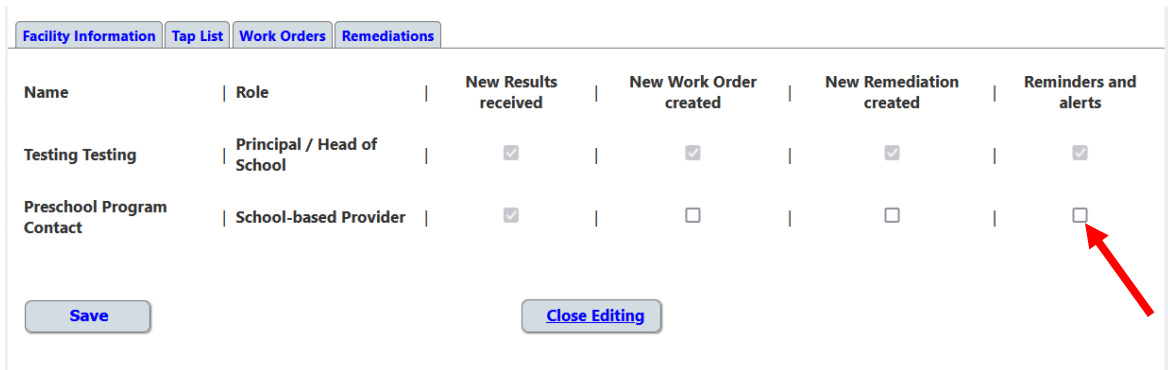 Facility Information Tap List Work Orders Remediations
Name | Role | New Results received | New Work Order created | New Remediation created | Reminders and alerts
Testing Testing | Principal / Head of School | | | |
Preschool Program Contact | School-based Provider | | | |
Save Close Editing